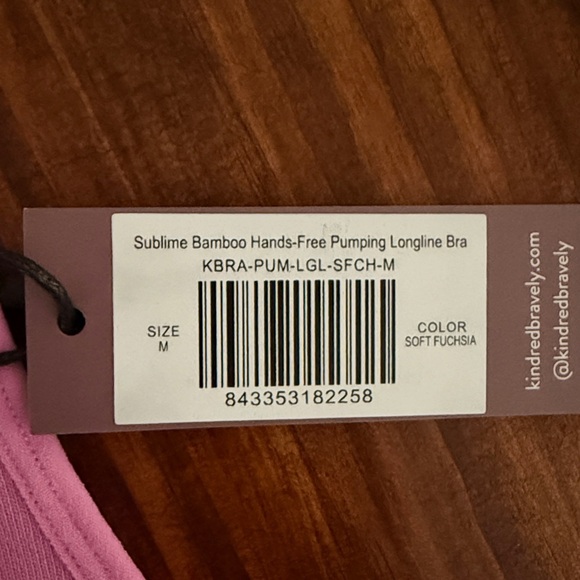 Sublime Bamboo Hands-Free Pumping Longline Bra
KBRA-PUM-LGL-SFCH-M
SIZE
M
COLOR
SOFT FUCHSIA
843353182258
kindredbravely.com
@kindredbravely